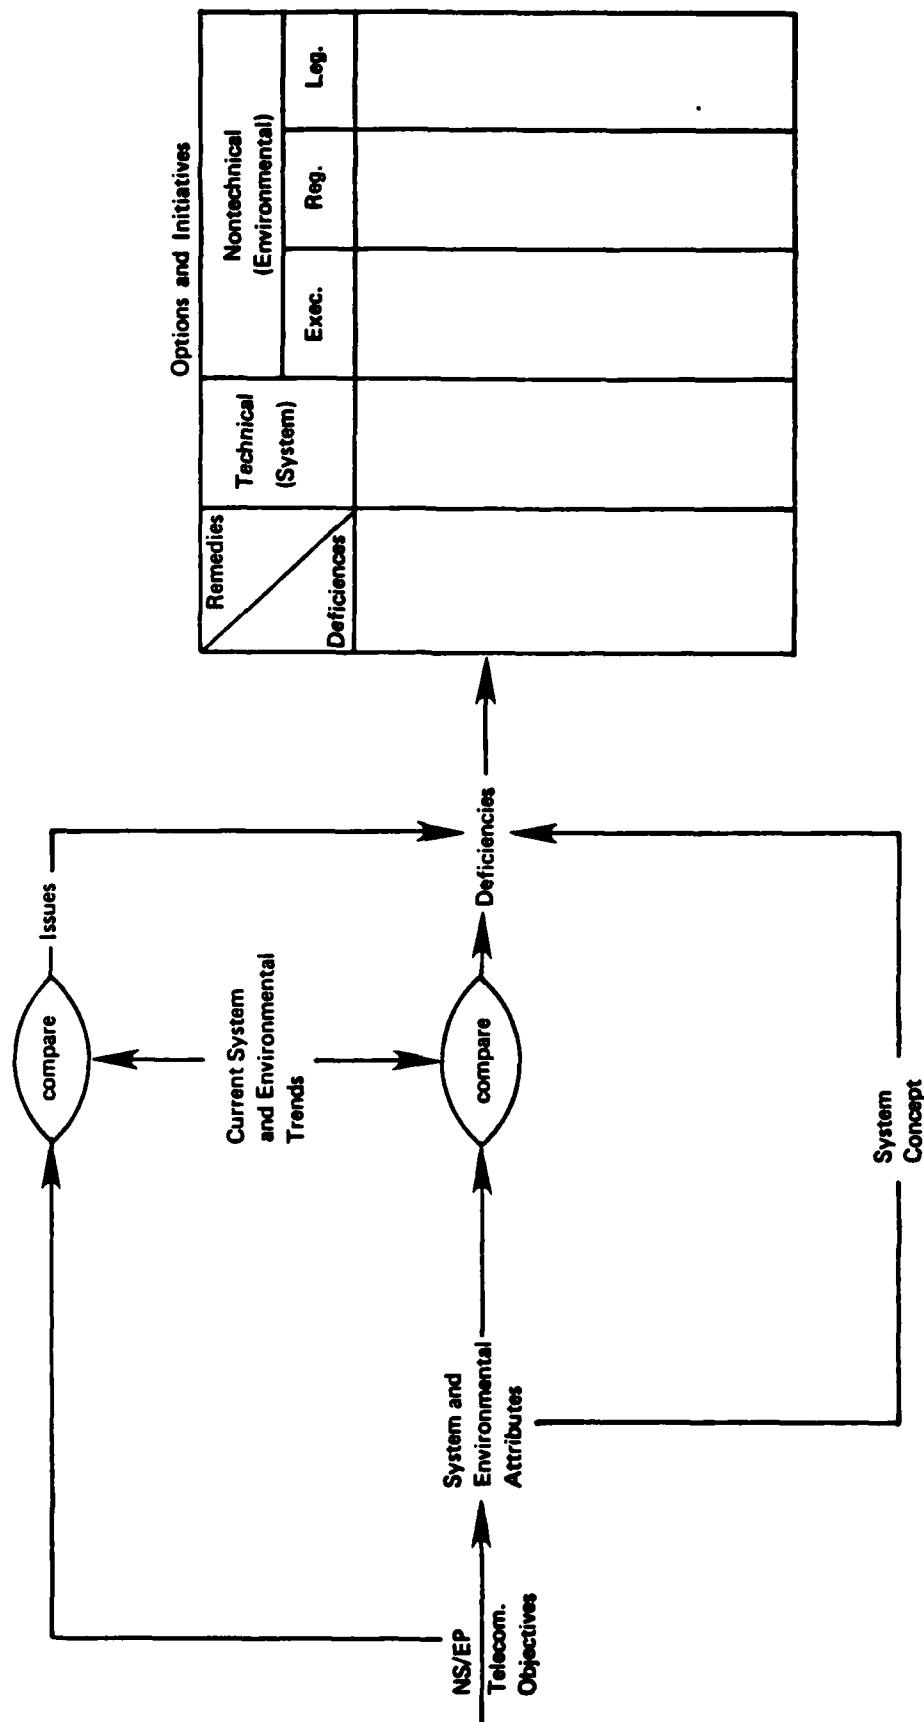 NS/EP
Telecom.
Objectives
System and
Environmental
Attributes
System
Concept
compare
Current System
and Environmental
Trends
compare
Issues
Deficiencies
Options and Initiatives
Remedies
Deficiences
Technical
(System)
Nontechnical
(Environmental)
Exec.
Reg.
Leg.